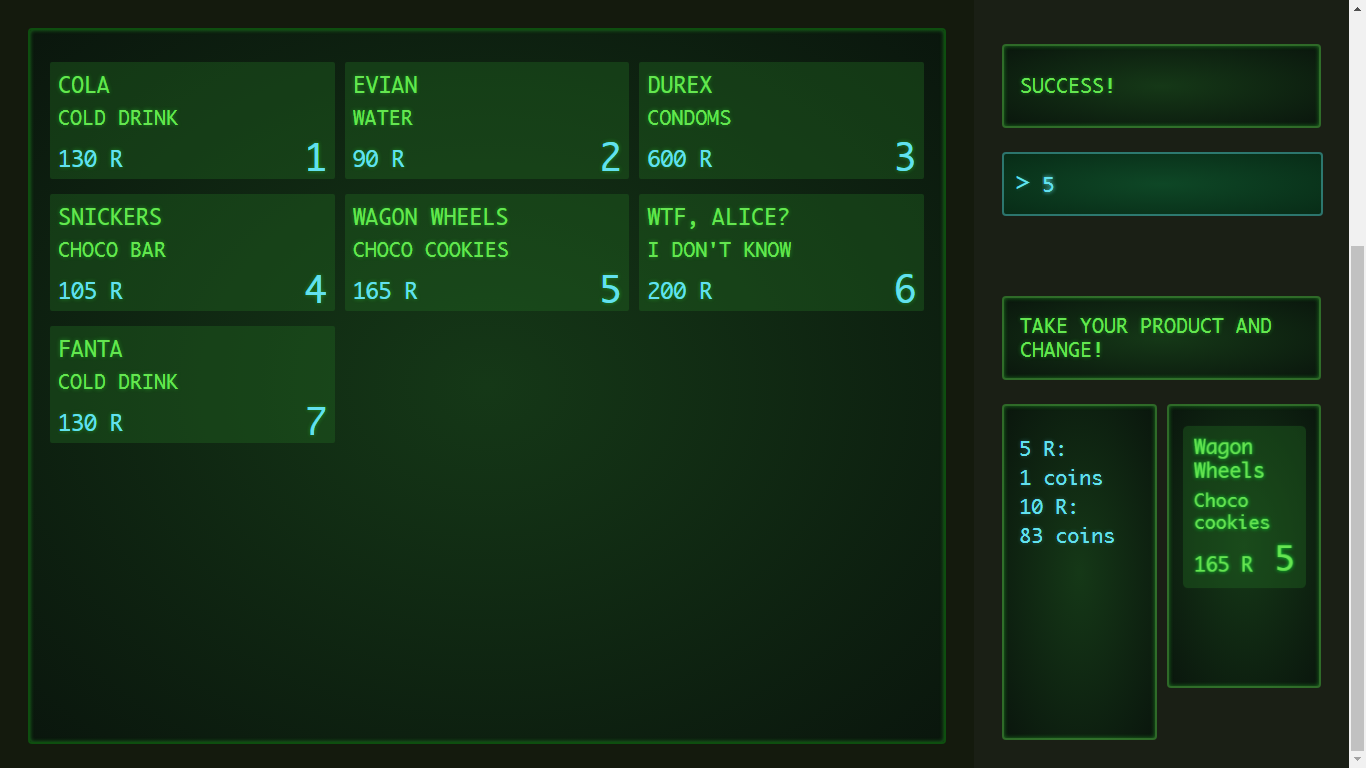 COLA
COLD DRINK
130 R 1
EVIAN
WATER
90 R 2
DUREX
CONDOMS
600 R 3
SNICKERS
CHOCO BAR
105 R 4
WAGON WHEELS
CHOCO COOKIES
165 R 5
WTF, ALICE?
I DON'T KNOW
200 R 6
FANTA
COLD DRINK
130 R 7
SUCCESS!
> 5
TAKE YOUR PRODUCT AND
CHANGE!
5 R:
1 coins
10 R:
83 coins
Wagon
Wheels
Choco
cookies
165 R 5